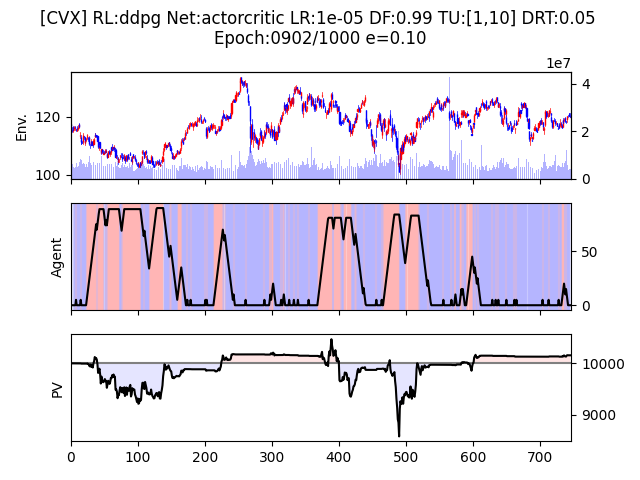 [CVX] RL:ddpg Net:actorcritic LR:1e-05 DF:0.99 TU:[1,10] DRT:0.05
Epoch:0902/1000 e=0.10
1e7
Env.
120
100
4
2
0
Agent
50
0
PV
10000
9000
0 100 200 300 400 500 600 700